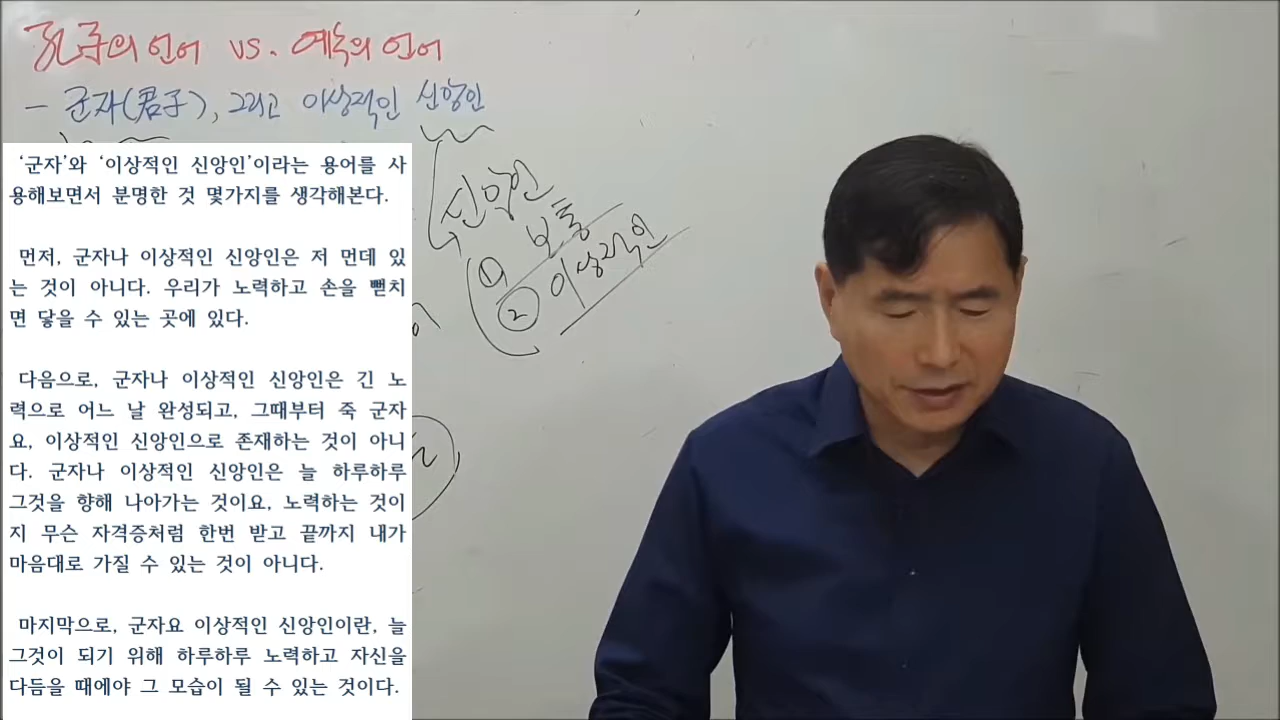 孔子의 언어 vs. 예수의 언어
- 군자(君子), 그리고 이상적인 신앙인
신앙인
① 보통
② 이상적인
'군자'와 '이상적인 신앙인'이라는 용어를 사
용해보면서 분명한 것 몇가지를 생각해본다.
먼저, 군자나 이상적인 신앙인은 저 먼데 있
는 것이 아니다. 우리가 노력하고 손을 뻗치
면 닿을 수 있는 곳에 있다.
다음으로, 군자나 이상적인 신앙인은 긴 노
력으로 어느 날 완성되고, 그때부터 죽 군자
요, 이상적인 신앙인으로 존재하는 것이 아니
다. 군자나 이상적인 신앙인은 늘 하루하루
그것을 향해 나아가는 것이요, 노력하는 것이
지 무슨 자격증처럼 한번 받고 끝까지 내가
마음대로 가질 수 있는 것이 아니다.
마지막으로, 군자요 이상적인 신앙인이란, 늘
그것이 되기 위해 하루하루 노력하고 자신을
다듬을 때에야 그 모습이 될 수 있는 것이다.